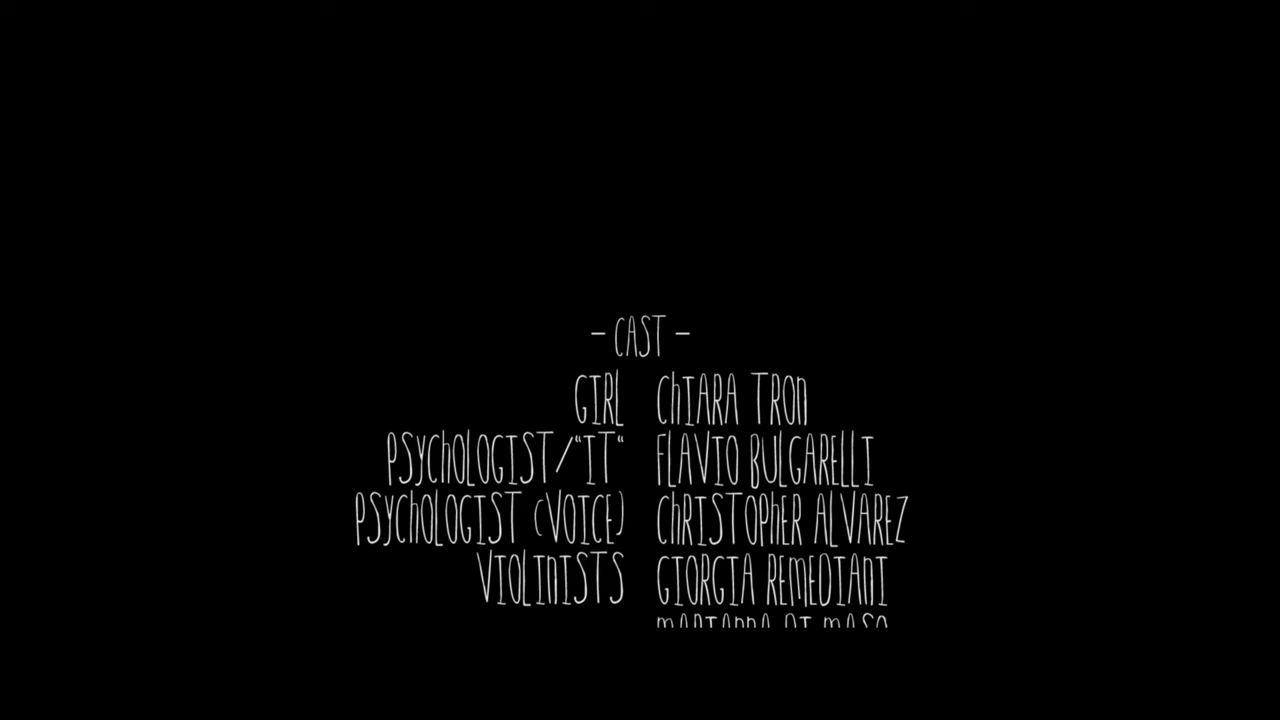 - CAST -
GIRL CHIARA TRON
PSYCHOLOGIST/"IT" FLAVIO BULGARELLI
PSYCHOLOGIST (VOICE) CHRISTOPHER ALVAREZ
VIOLINISTS GIORGIA REMEDIANI